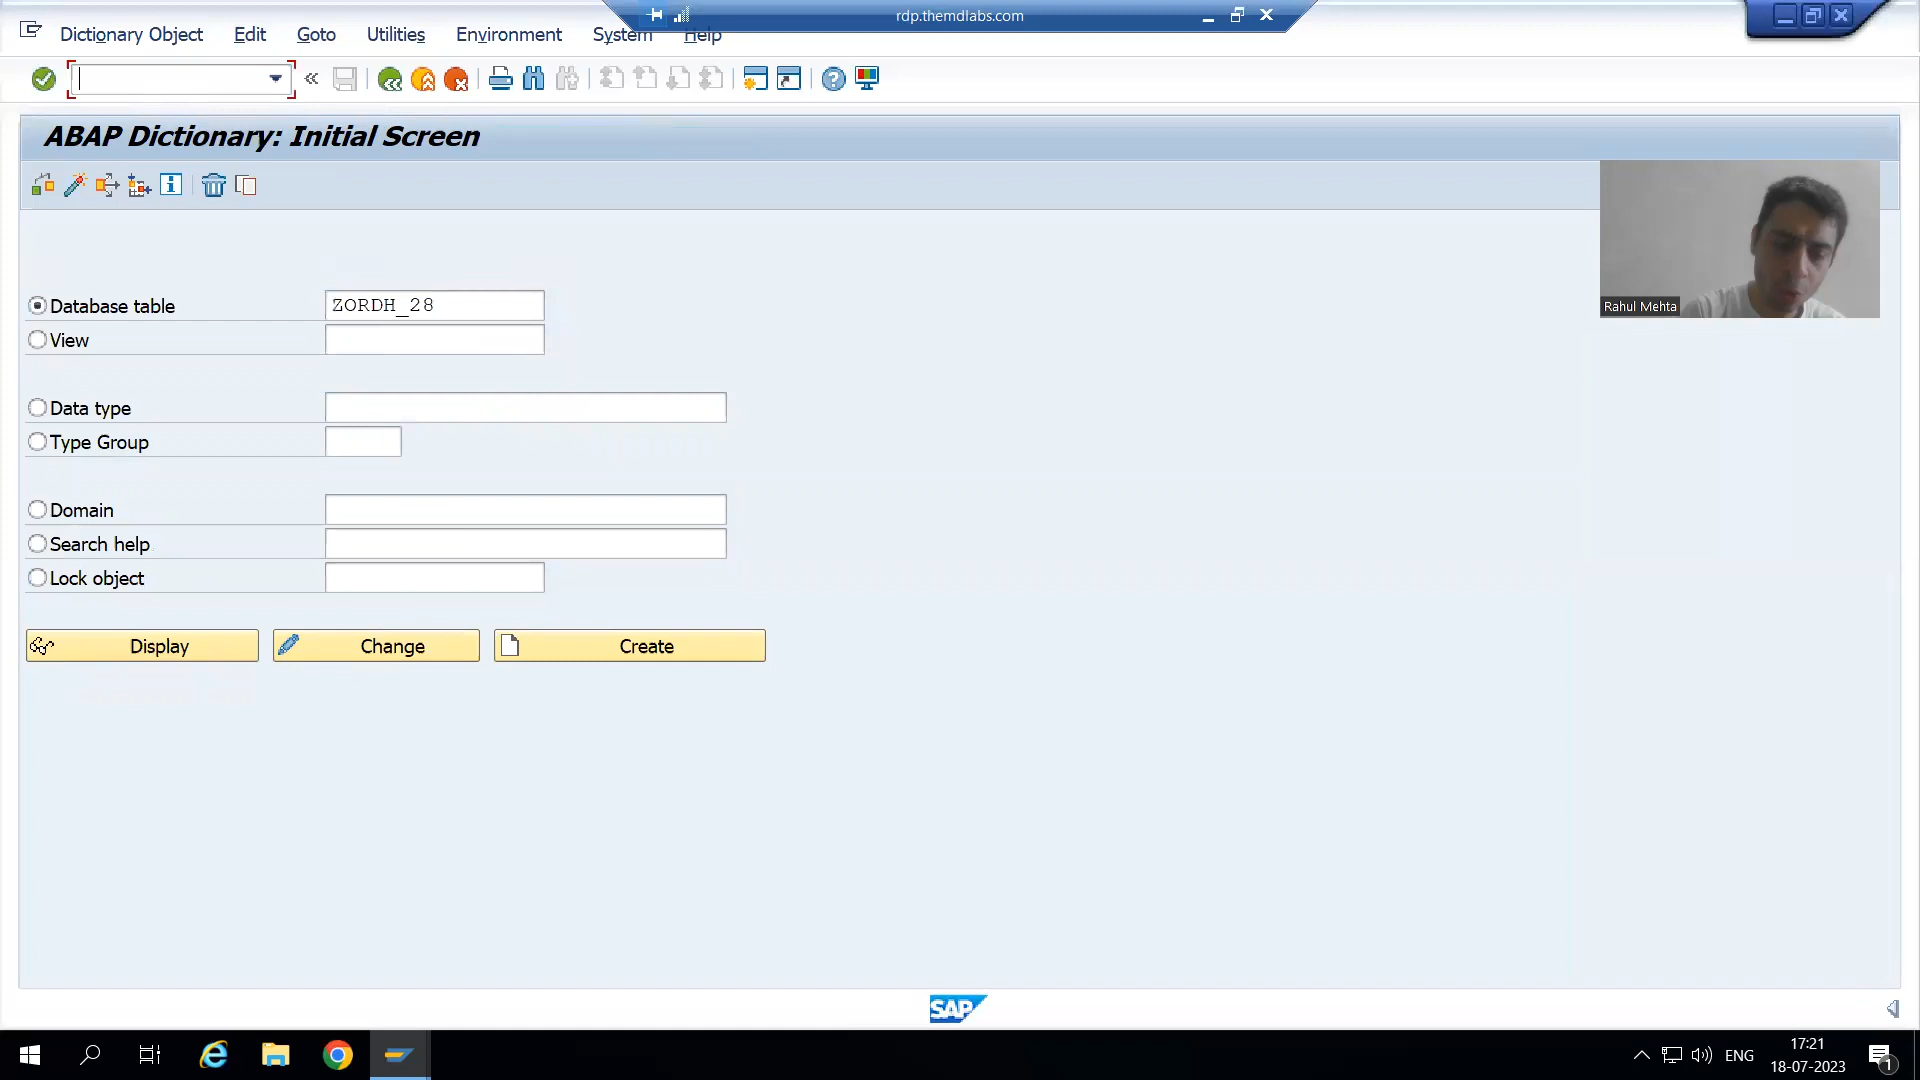 rdp.themdlabs.com
Dictionary Object Edit Goto Utilities Environment System Help
ABAP Dictionary: Initial Screen
Rahul Mehta
Database table ZORDH_28
View
Data type
Type Group
Domain
Search help
Lock object
Display Change Create
SAP
ENG
17:21
18-07-2023
1